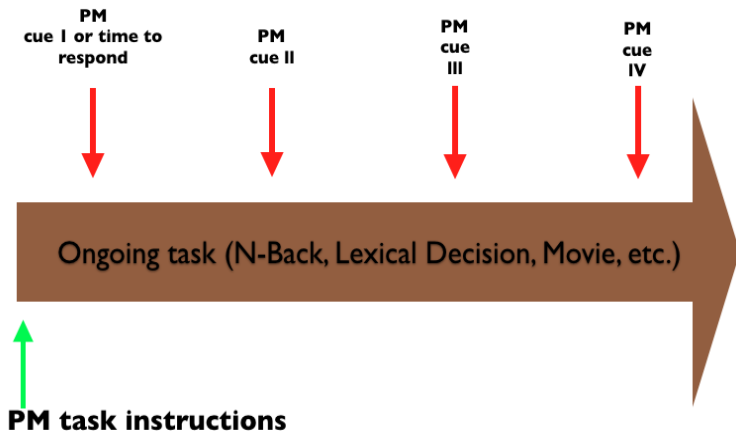 PM
cue 1 or time to
respond
PM
cue II
PM
cue
III
PM
cue
IV
Ongoing task (N-Back, Lexical Decision, Movie, etc.)
PM task instructions